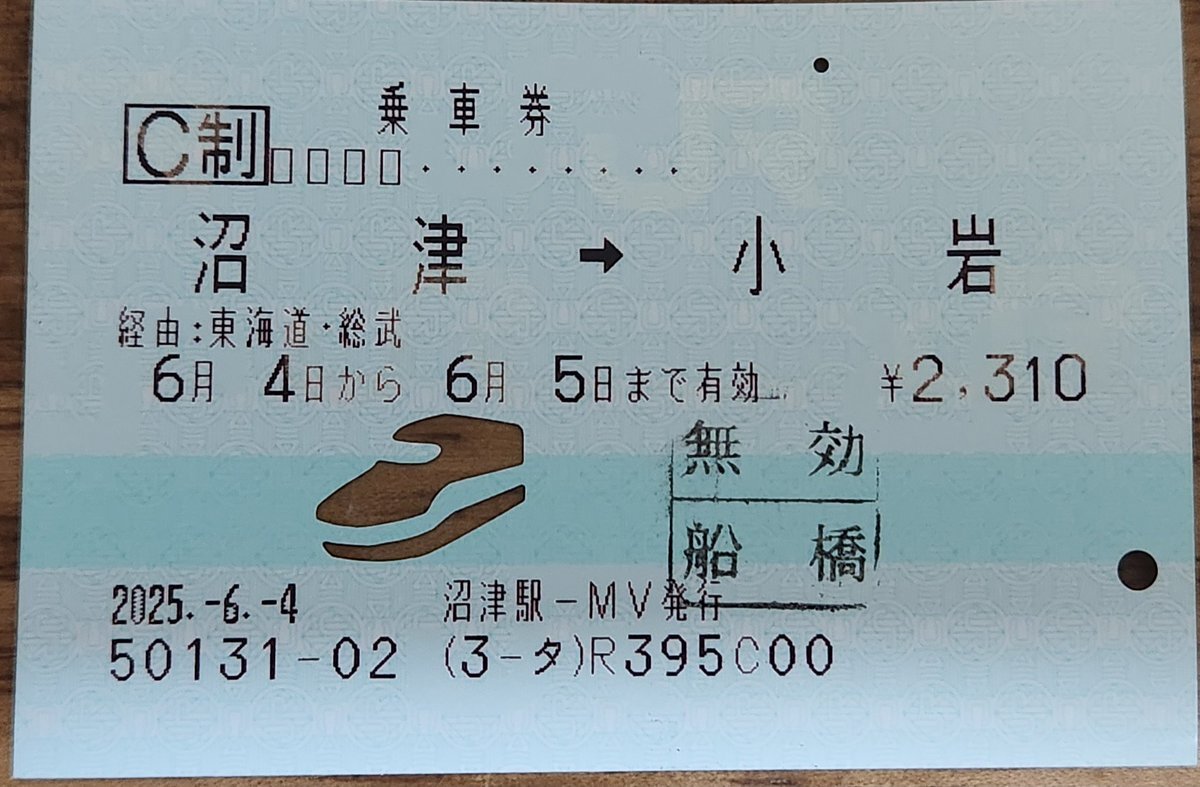 乗車券
C制 □□□□・・・・・・・・
沼津→小岩
経由:東海道・総武
6月 4日から 6月 5日まで有効 ¥2,310
無効
船橋
2025.-6.-4 沼津駅-MV発行
50131-02 (3-タ)R395C00